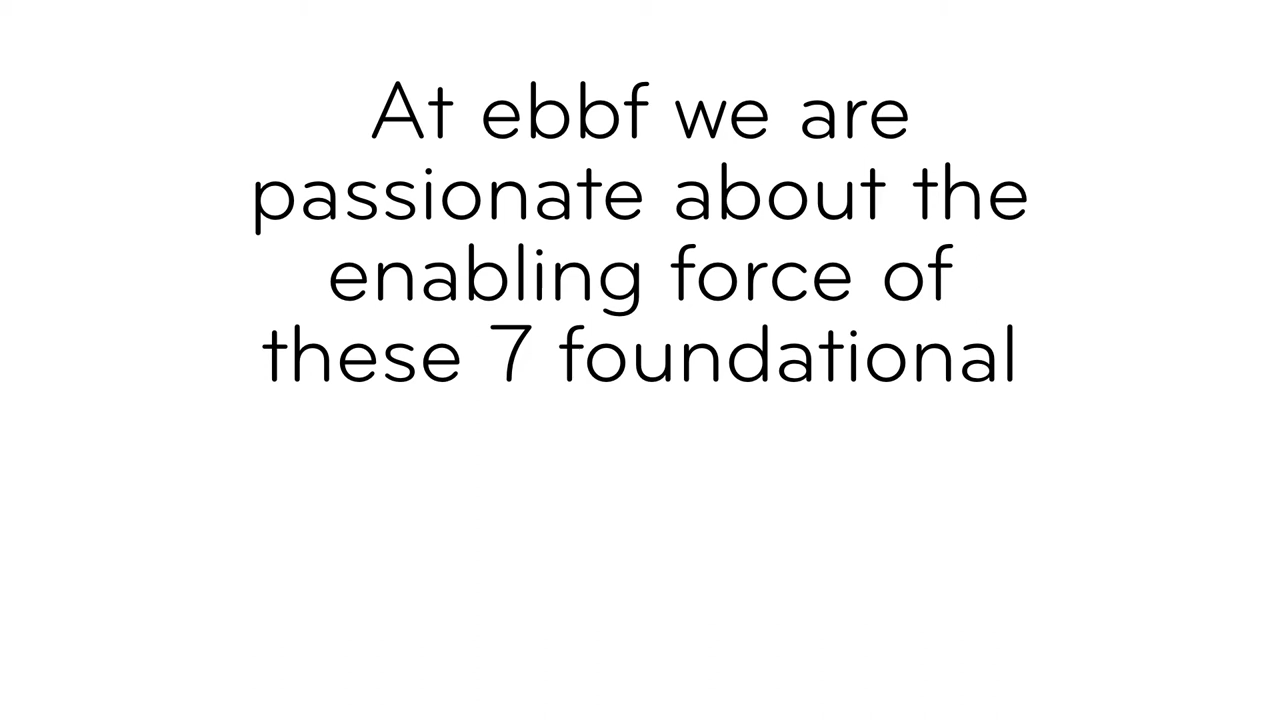 At ebbf we are
passionate about the
enabling force of
these 7 foundational